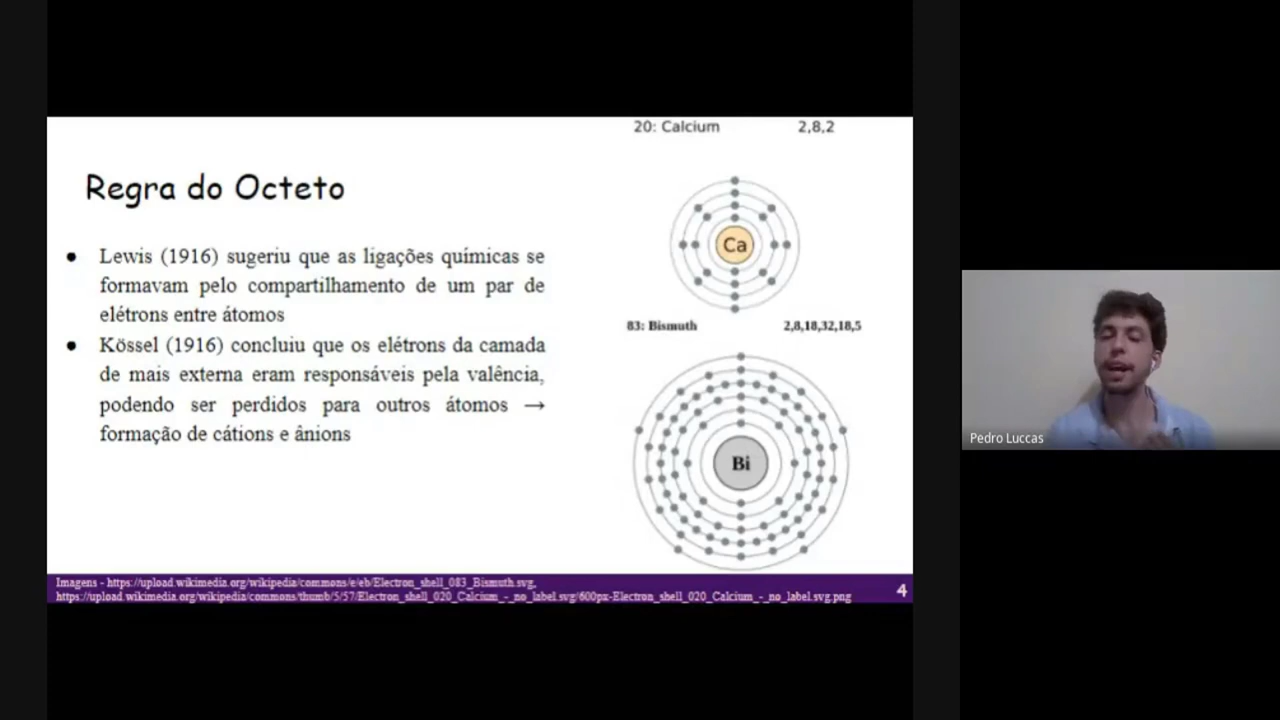 20: Calcium 2,8,2
Regra do Octeto
● Lewis (1916) sugeriu que as ligações químicas se
formavam pelo compartilhamento de um par de
elétrons entre átomos
● Kössel (1916) concluiu que os elétrons da camada
de mais externa eram responsáveis pela valência,
podendo ser perdidos para outros átomos →
formação de cátions e ânions
Ca
83: Bismuth 2,8,18,32,18,5
Bi
Imagens - https://upload.wikimedia.org/wikipedia/commons/e/eb/Electron_shell_083_Bismuth.svg,
https://upload.wikimedia.org/wikipedia/commons/thumb/5/57/Electron_shell_020_Calcium_-_no_label.svg/600px-Electron_shell_020_Calcium_-_no_label.svg.png
4
Pedro Luccas